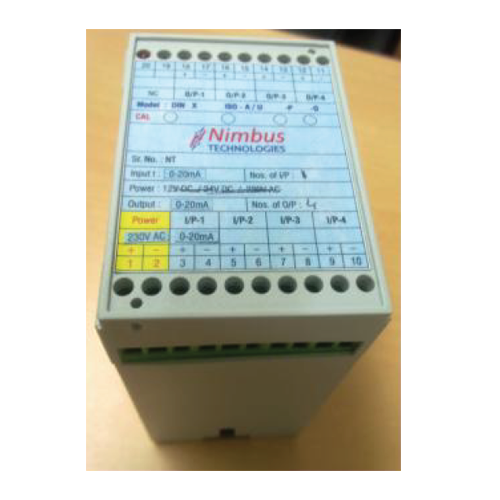 20 19 18 17 16 15 14 13 12 11
+ - + - + - + -
NC O/P-1 O/P-2 O/P-3 O/P-4
Model : DIN X ISO - A / U -P -O
CAL
Nimbus
TECHNOLOGIES
Sr. No. : NT
Input t : 0-20mA Nos. of I/P :
Power : 12V DC / 24V DC / 230V AC
Output : 0-20mA Nos. of O/P : 4
Power I/P-1 I/P-2 I/P-3 I/P-4
230V AC 0-20mA
+ - + - + - + - + -
1 2 3 4 5 6 7 8 9 10